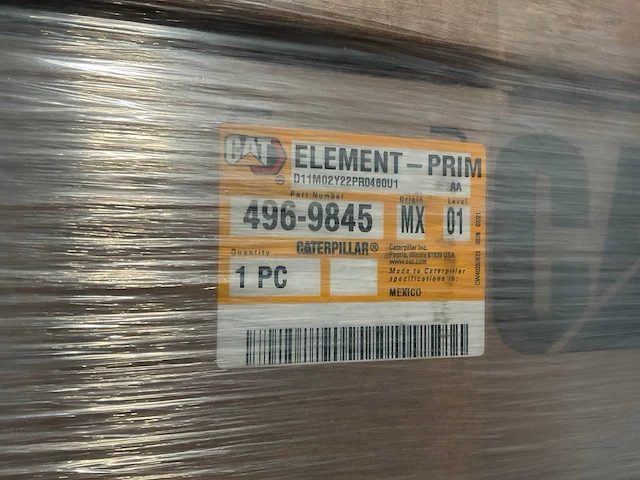 CAT
ELEMENT-PRIM
D11M02Y22PR0460U1 AA
Part Number Origin Level
496-9845 MX 01
Quantity CATERPILLAR®
1 PC
Caterpillar Inc.
Peoria, Illinois 61629 USA
www.cat.com
Made to Caterpillar
specifications in:
MEXICO